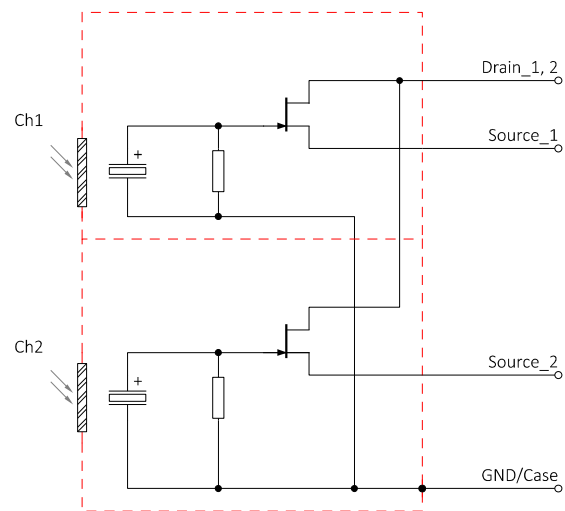 Drain_1, 2
Ch1
+
Source_1
Ch2
+
Source_2
GND/Case